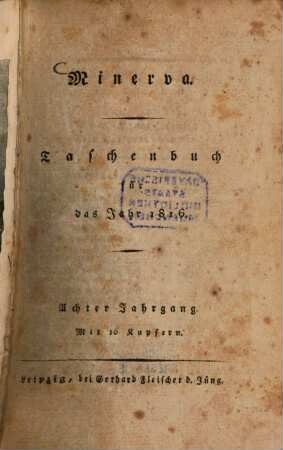 Minerva.
Taschenbuch
für
das Jahr 1816.
Achter Jahrgang.
Mit 10 Kupfern.
Leipzig, bei Gerhard Fleischer d. Jüng.